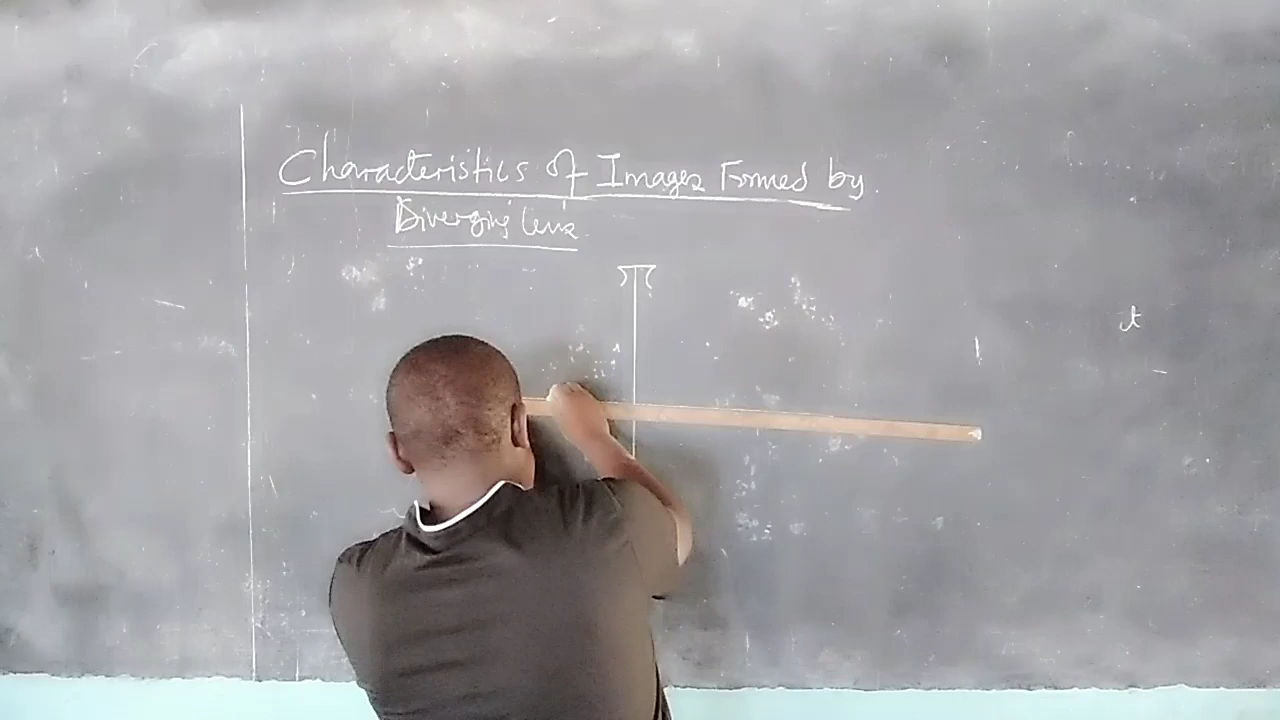 Characteristics of Images Formed by.
Diverging lens.
t